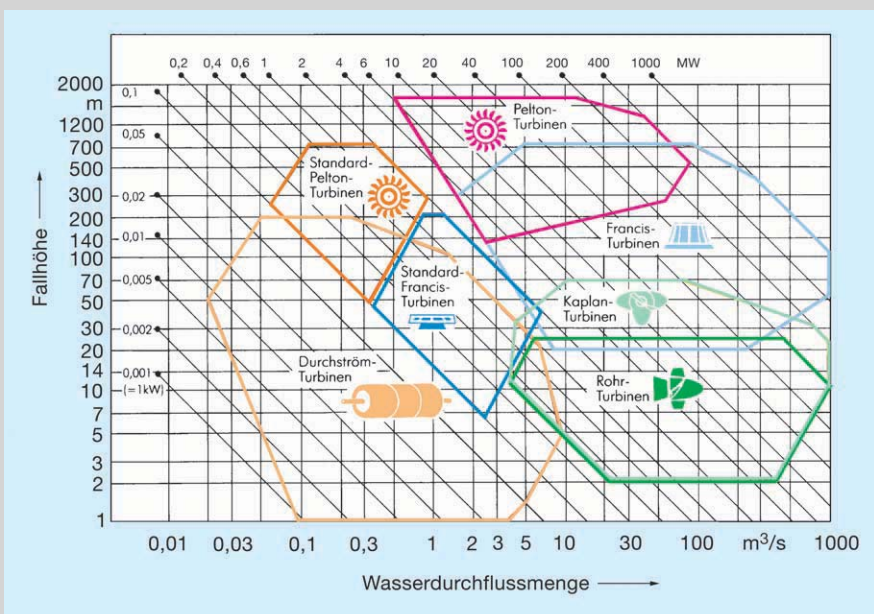 0,2 0,4 0,6 1 2 4 6 10 20 40 100 200 400 1000 MW
2000
m
1200
700
500
300
200
140
100
70
50
30
20
14
10
7
5
3
2
1
Fallhöhe
0,1
0,05
0,02
0,01
0,005
0,002
0,001
(=1kW)
Pelton-
Turbinen
Standard-
Pelton-
Turbinen
Francis-
Turbinen
Standard-
Francis-
Turbinen
Kaplan-
Turbinen
Durchström-
Turbinen
Rohr-
Turbinen
0,01 0,03 0,1 0,3 1 2 3 5 10 30 100 m³/s 1000
Wasserdurchflussmenge